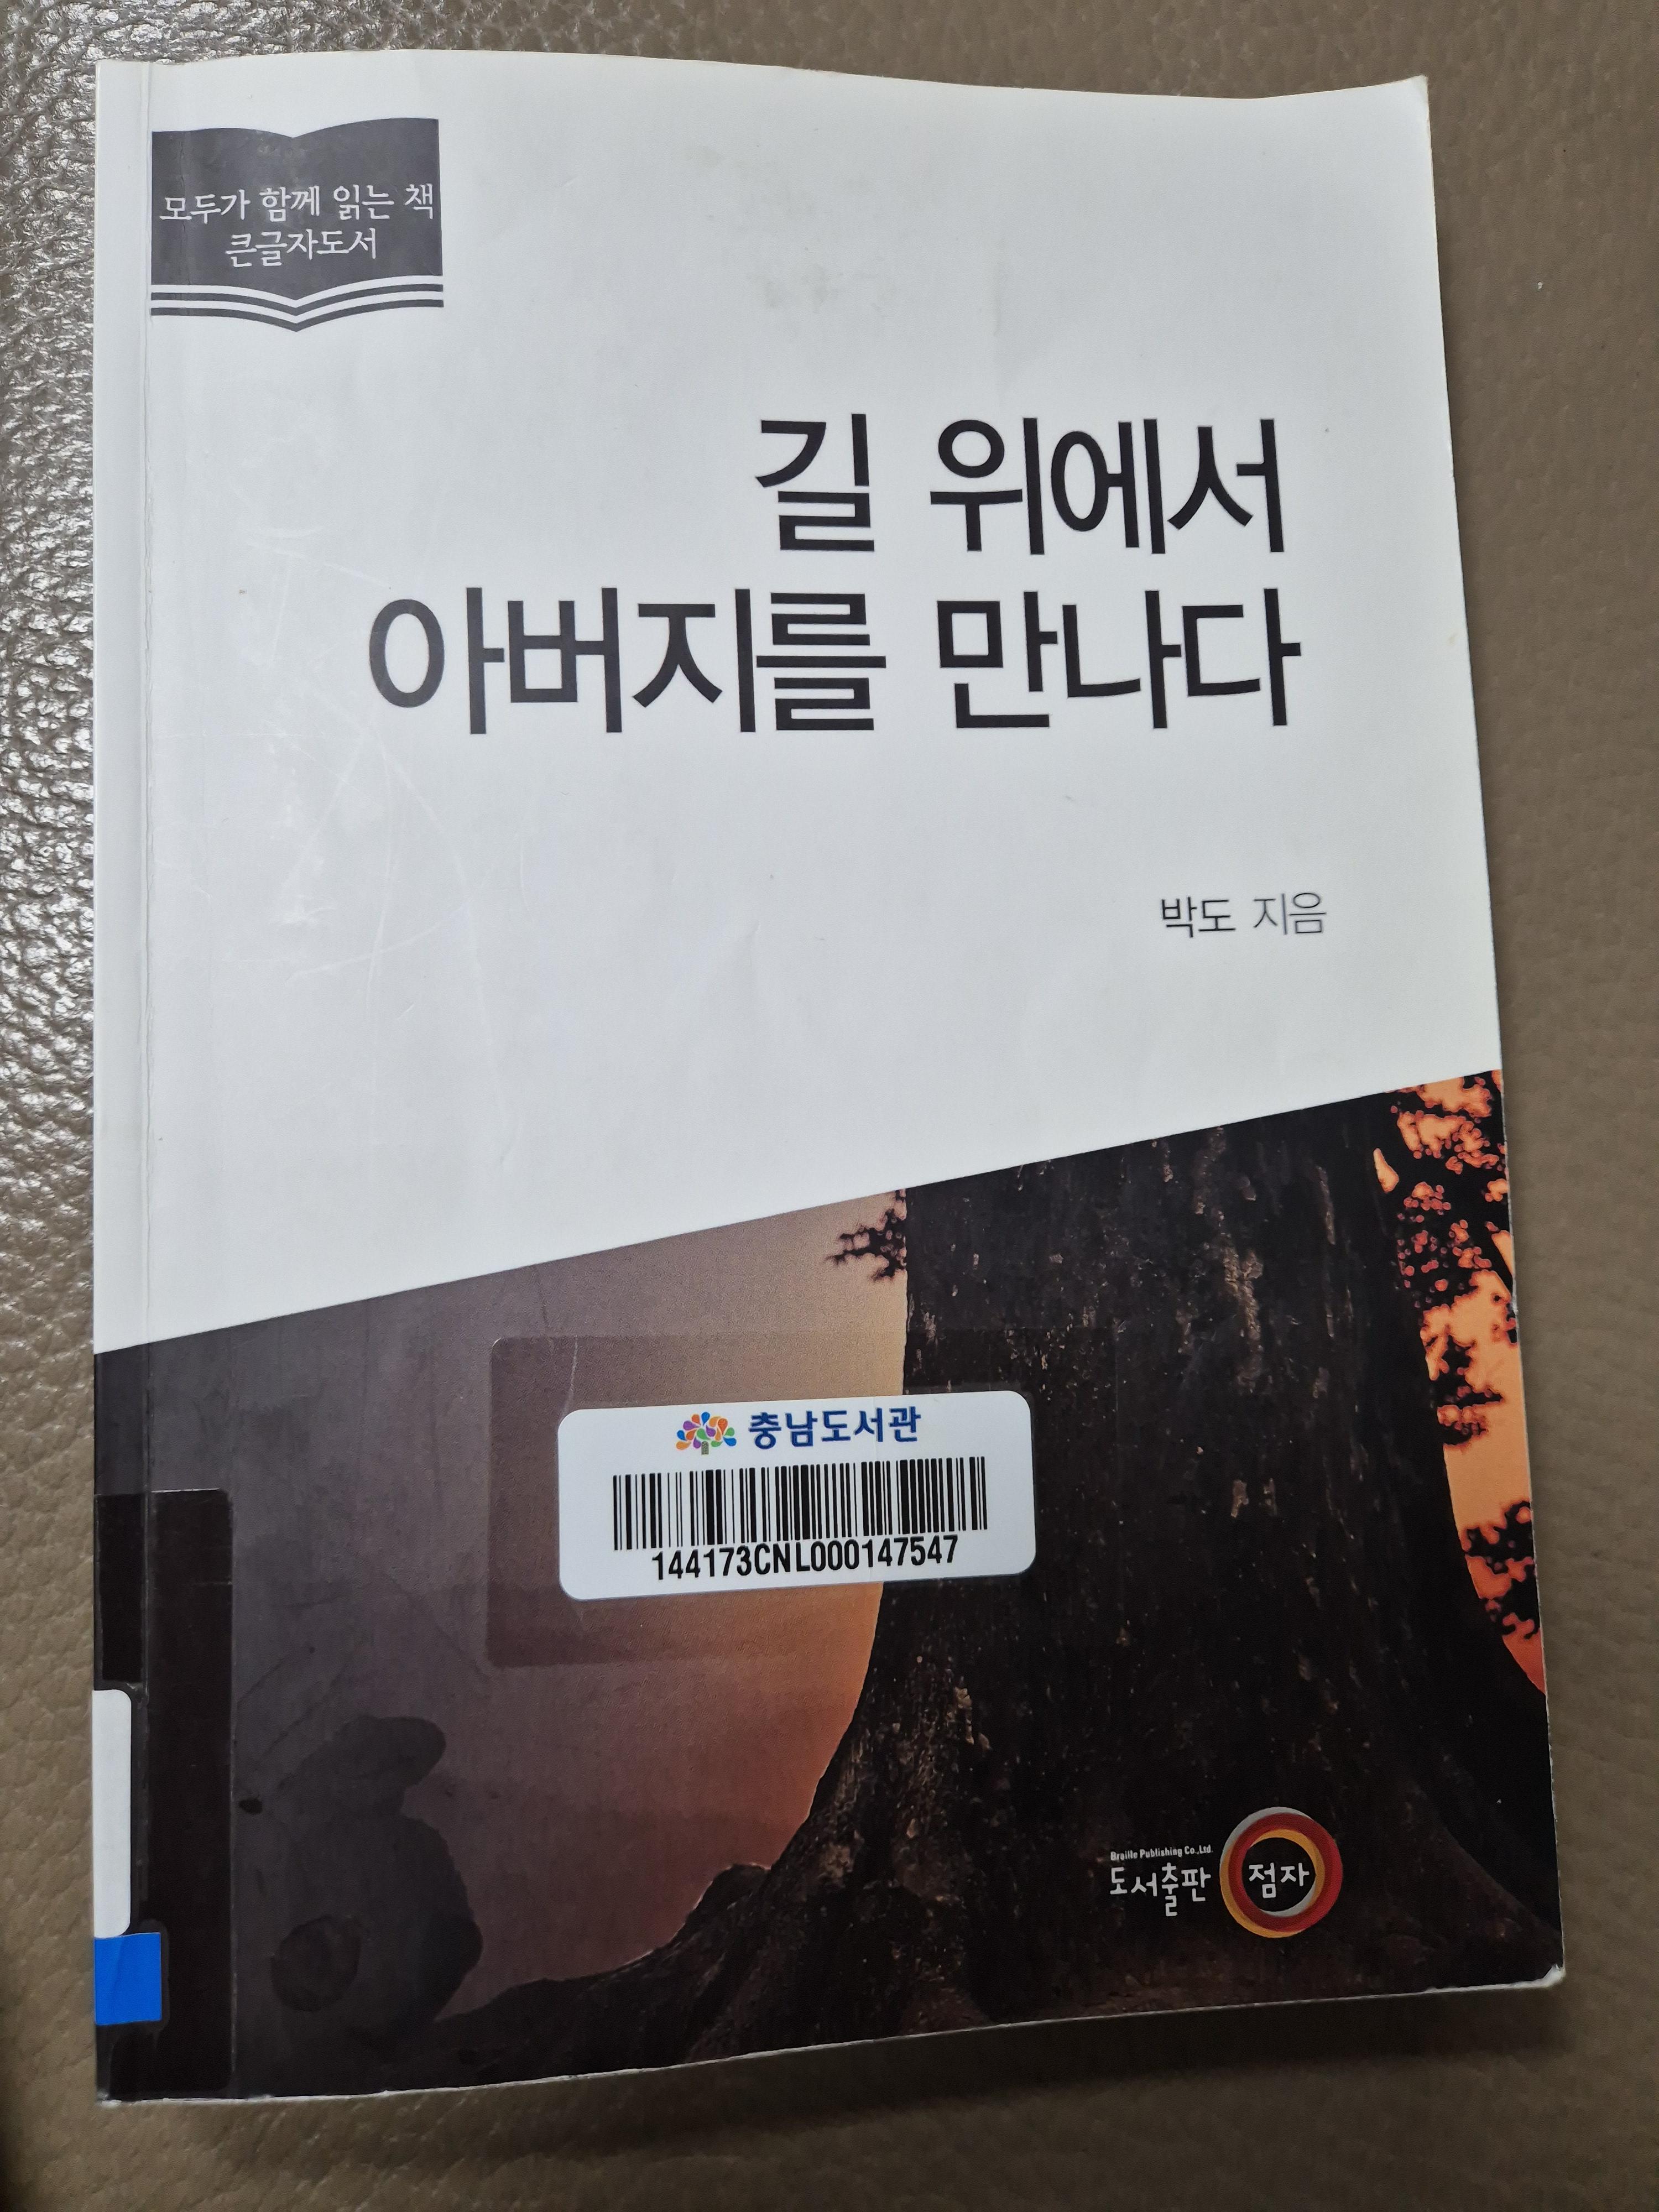 모두가 함께 읽는 책
큰글자도서
길 위에서
아버지를 만나다
박도 지음
충남도서관
144173CNL000147547
Braille Publishing Co.,Ltd.
도서출판 점자